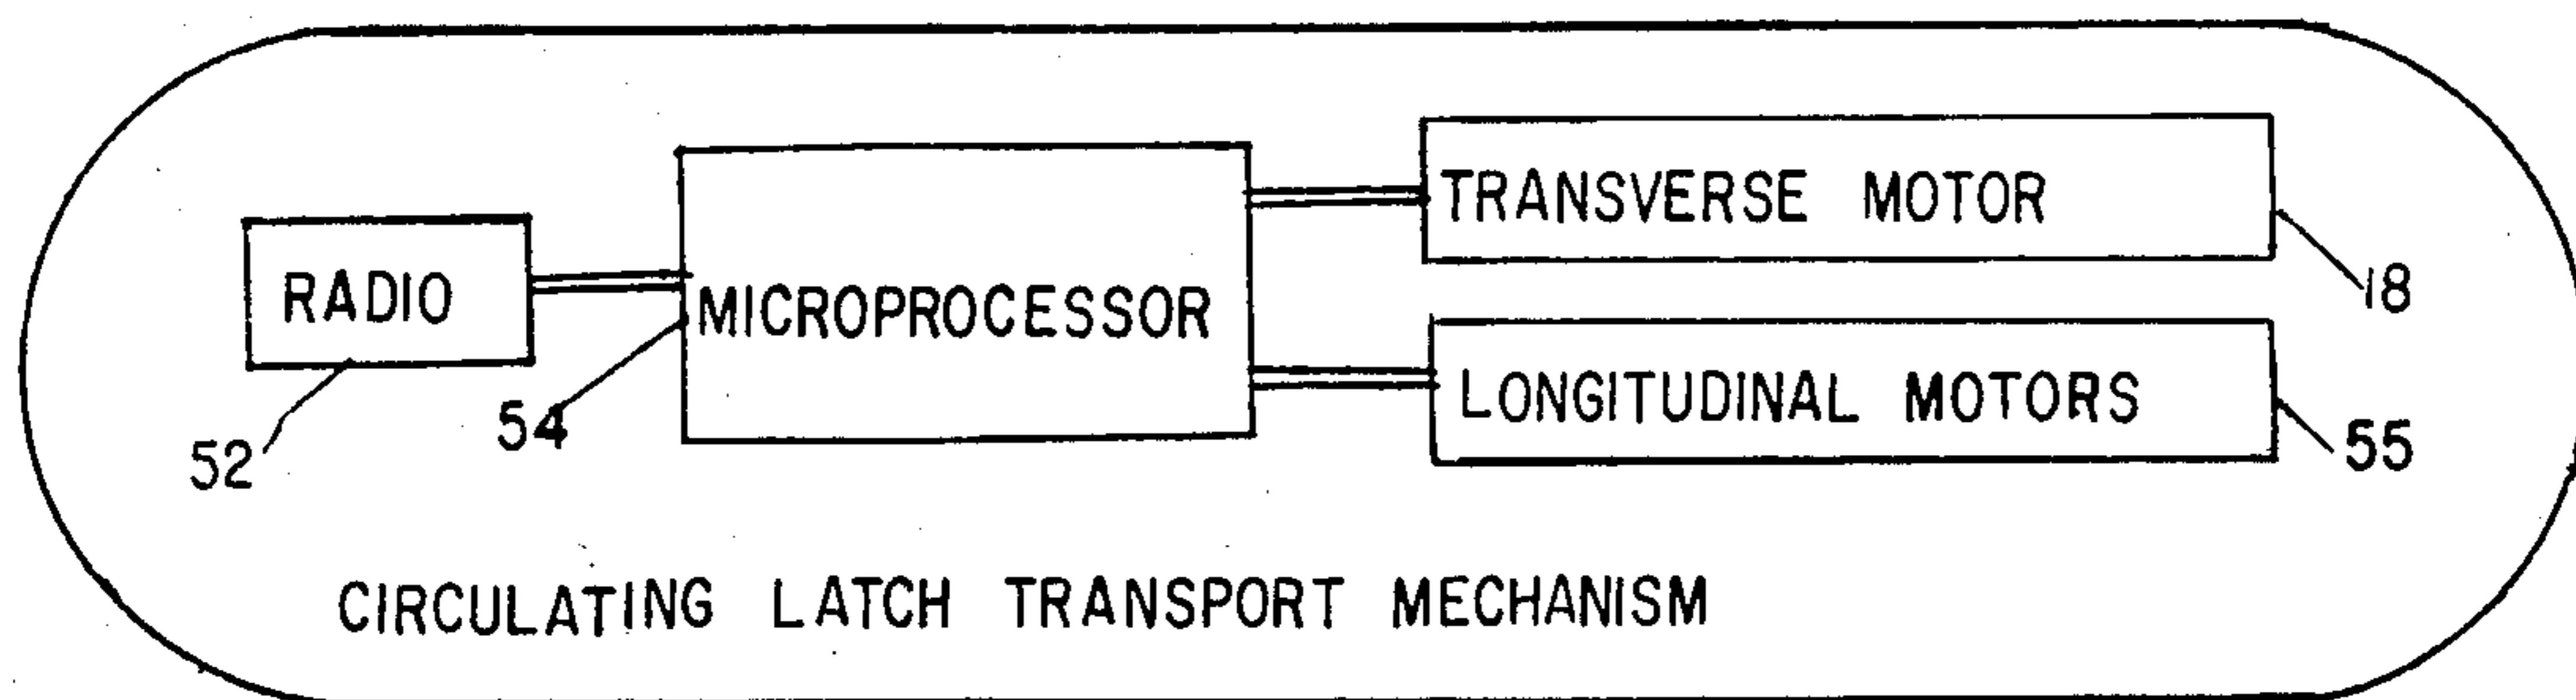 TRANSVERSE MOTOR
18
RADIO
MICROPROCESSOR
52
54
LONGITUDINAL MOTORS
55
CIRCULATING LATCH TRANSPORT MECHANISM